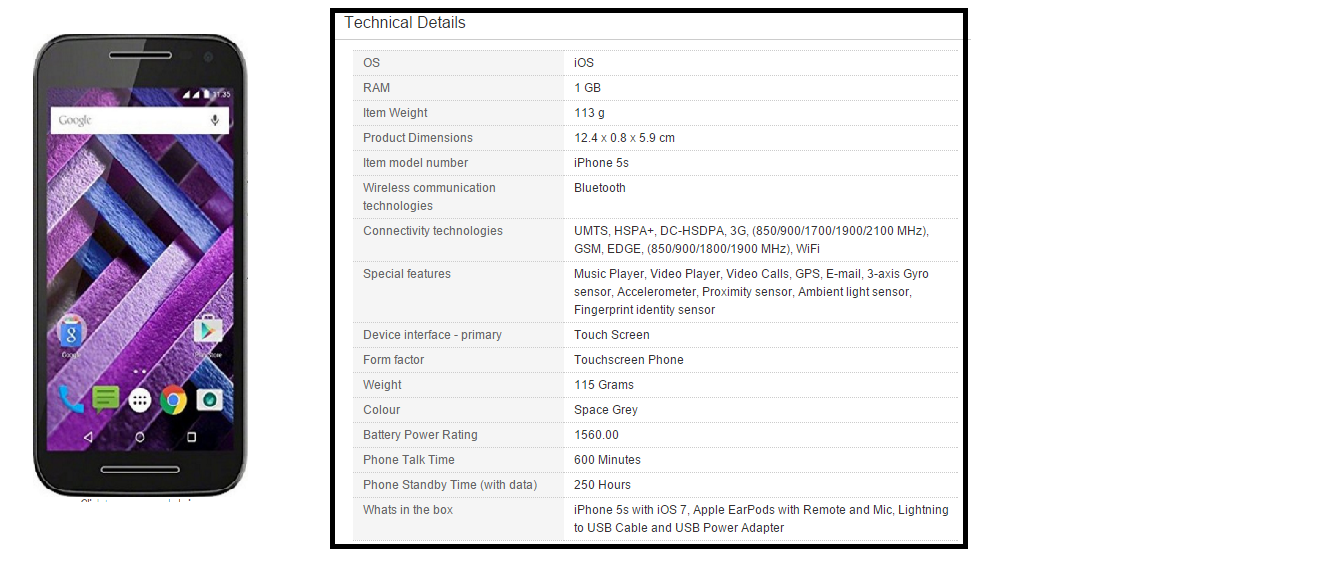 11:35
Google
Google
Play Store
Technical Details
OS iOS
RAM 1 GB
Item Weight 113 g
Product Dimensions 12.4 x 0.8 x 5.9 cm
Item model number iPhone 5s
Wireless communication Bluetooth
technologies
Connectivity technologies UMTS, HSPA+, DC-HSDPA, 3G, (850/900/1700/1900/2100 MHz),
GSM, EDGE, (850/900/1800/1900 MHz), WiFi
Special features Music Player, Video Player, Video Calls, GPS, E-mail, 3-axis Gyro
sensor, Accelerometer, Proximity sensor, Ambient light sensor,
Fingerprint identity sensor
Device interface - primary Touch Screen
Form factor Touchscreen Phone
Weight 115 Grams
Colour Space Grey
Battery Power Rating 1560.00
Phone Talk Time 600 Minutes
Phone Standby Time (with data) 250 Hours
Whats in the box iPhone 5s with iOS 7, Apple EarPods with Remote and Mic, Lightning
to USB Cable and USB Power Adapter